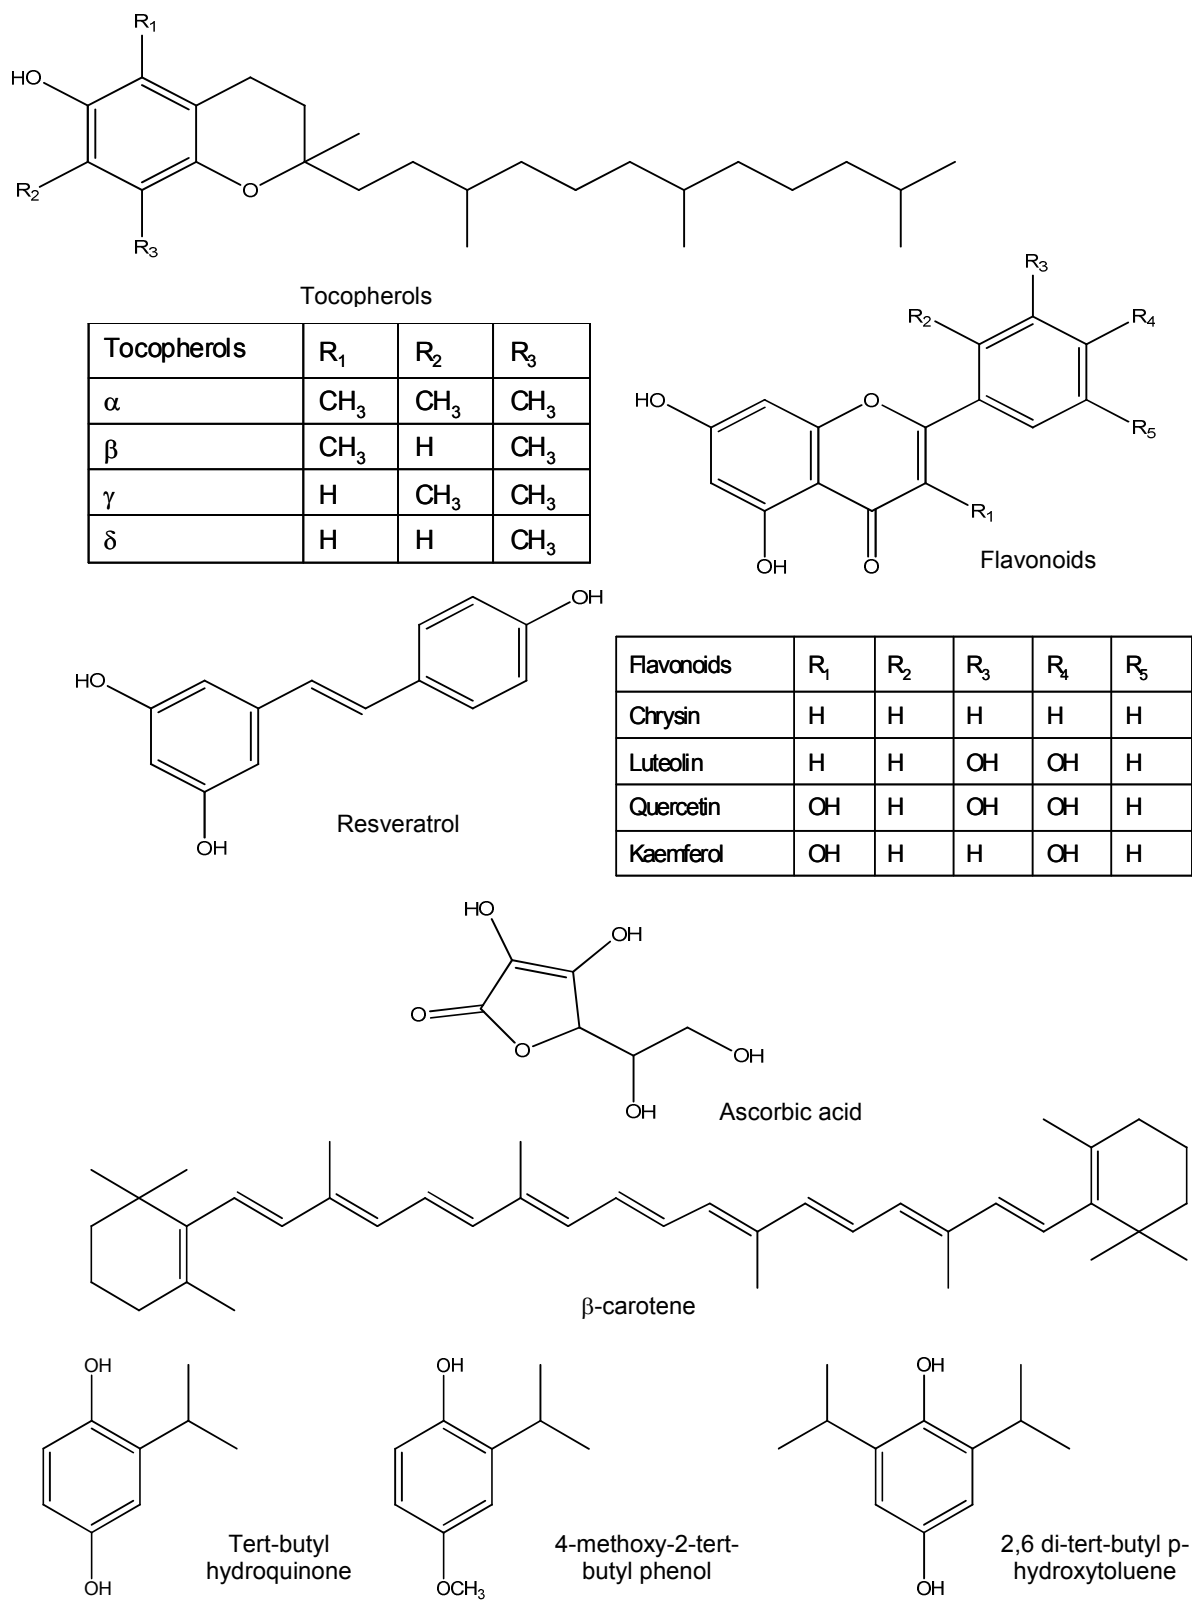 R1
HO
R2
O
R3
Tocopherols
Tocopherols R1 R2 R3
α CH3 CH3 CH3
β CH3 H CH3
γ H CH3 CH3
δ H H CH3
R3
R2
R4
HO
O
R5
R1
OH
O
Flavonoids
OH
HO
OH
Resveratrol
Flavonoids R1 R2 R3 R4 R5
Chrysin H H H H H
Luteolin H H OH OH H
Quercetin OH H OH OH H
Kaemferol OH H H OH H
HO
OH
O
O
OH
OH
Ascorbic acid
β-carotene
OH
OH
Tert-butyl
hydroquinone
OH
OCH3
4-methoxy-2-tert-
butyl phenol
OH
OH
2,6 di-tert-butyl p-
hydroxytoluene